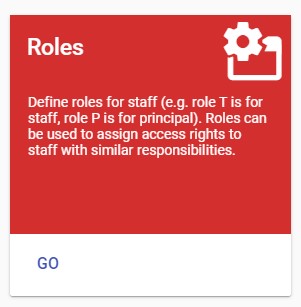 Roles
Define roles for staff (e.g. role T is for
staff, role P is for principal). Roles can
be used to assign access rights to
staff with similar responsibilities.
GO